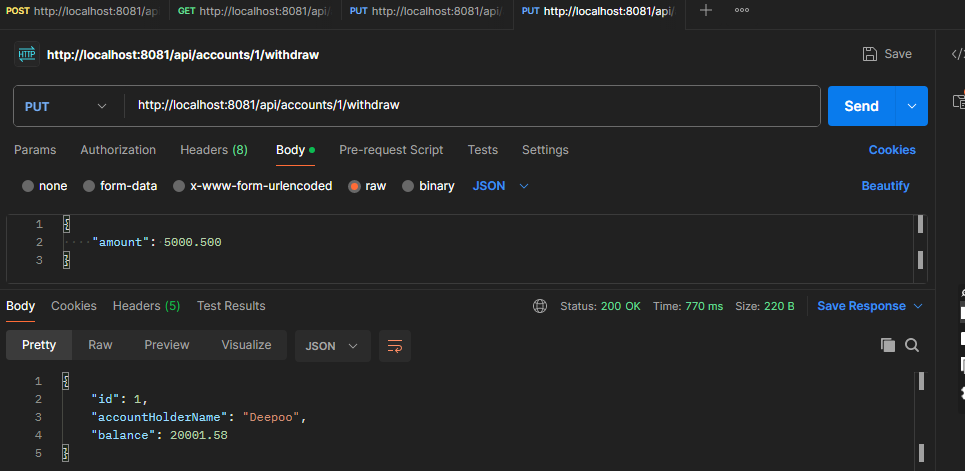 POST http://localhost:8081/ap GET http://localhost:8081/api/ PUT http://localhost:8081/api/ PUT http://localhost:8081/api/
HTTP http://localhost:8081/api/accounts/1/withdraw Save
PUT http://localhost:8081/api/accounts/1/withdraw Send
Params Authorization Headers (8) Body Pre-request Script Tests Settings Cookies
none form-data x-www-form-urlencoded raw binary JSON Beautify
1 {
2 "amount": 5000.500
3 }
Body Cookies Headers (5) Test Results Status: 200 OK Time: 770 ms Size: 220 B Save Response
Pretty Raw Preview Visualize JSON
1 {
2 "id": 1,
3 "accountHolderName": "Deepoo",
4 "balance": 20001.58
5 }